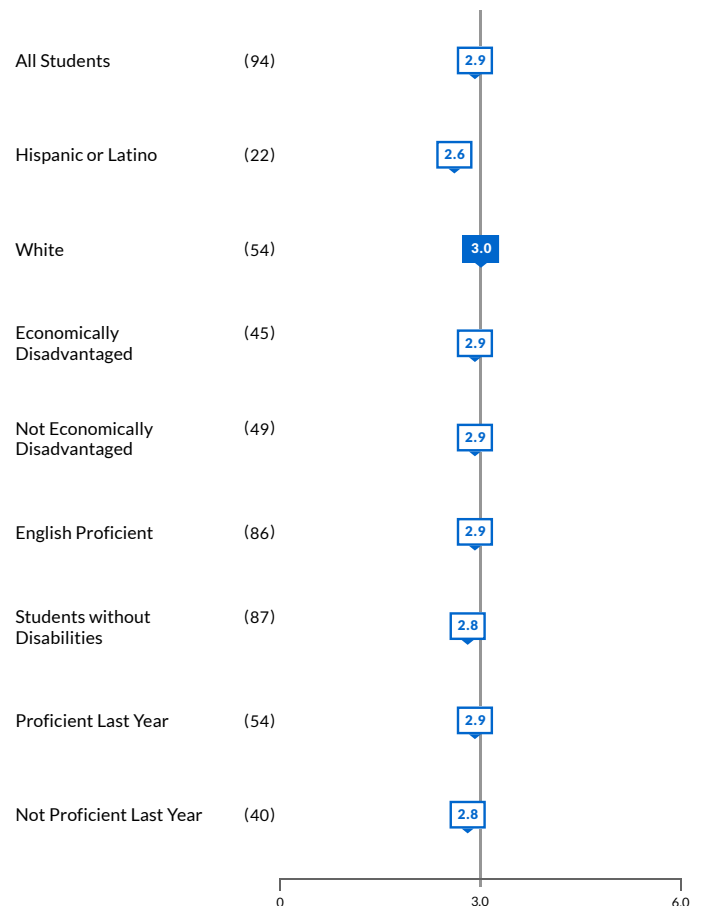 All Students (94) 2.9
Hispanic or Latino (22) 2.6
White (54) 3.0
Economically (45)
Disadvantaged 2.9
Not Economically (49) 2.9
Disadvantaged
English Proficient (86) 2.9
Students without (87) 2.8
Disabilities
Proficient Last Year (54) 2.9
Not Proficient Last Year (40) 2.8
0 3.0 6.0